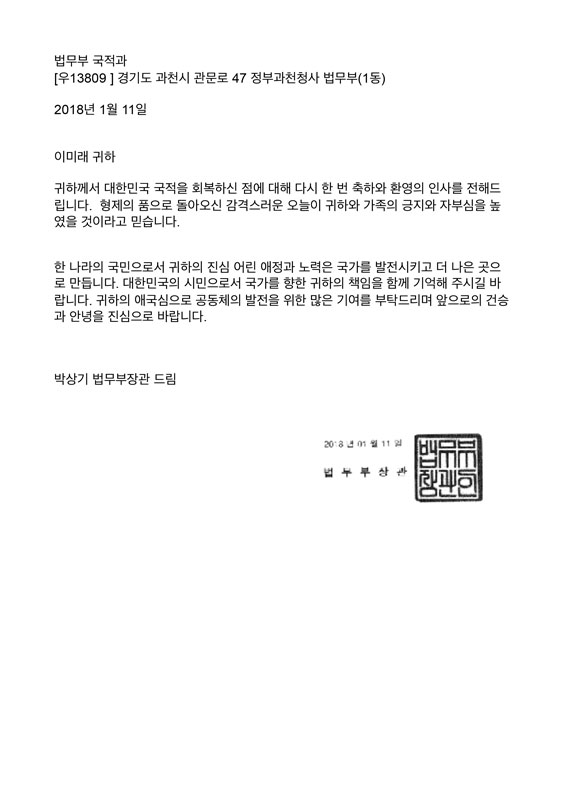 법무부 국적과
[우13809 ] 경기도 과천시 관문로 47 정부과천청사 법무부(1동)
2018년 1월 11일
이미래 귀하
귀하께서 대한민국 국적을 회복하신 점에 대해 다시 한 번 축하와 환영의 인사를 전해드
립니다. 형제의 품으로 돌아오신 감격스러운 오늘이 귀하와 가족의 긍지와 자부심을 높
였을 것이라고 믿습니다.
한 나라의 국민으로서 귀하의 진심 어린 애정과 노력은 국가를 발전시키고 더 나은 곳으
로 만듭니다. 대한민국의 시민으로서 국가를 향한 귀하의 책임을 함께 기억해 주시길 바
랍니다. 귀하의 애국심으로 공동체의 발전을 위한 많은 기여를 부탁드리며 앞으로의 건승
과 안녕을 진심으로 바랍니다.
박상기 법무부장관 드림
2018 년 01 월 11 일
법 무 부 장 관
법무부
장관의